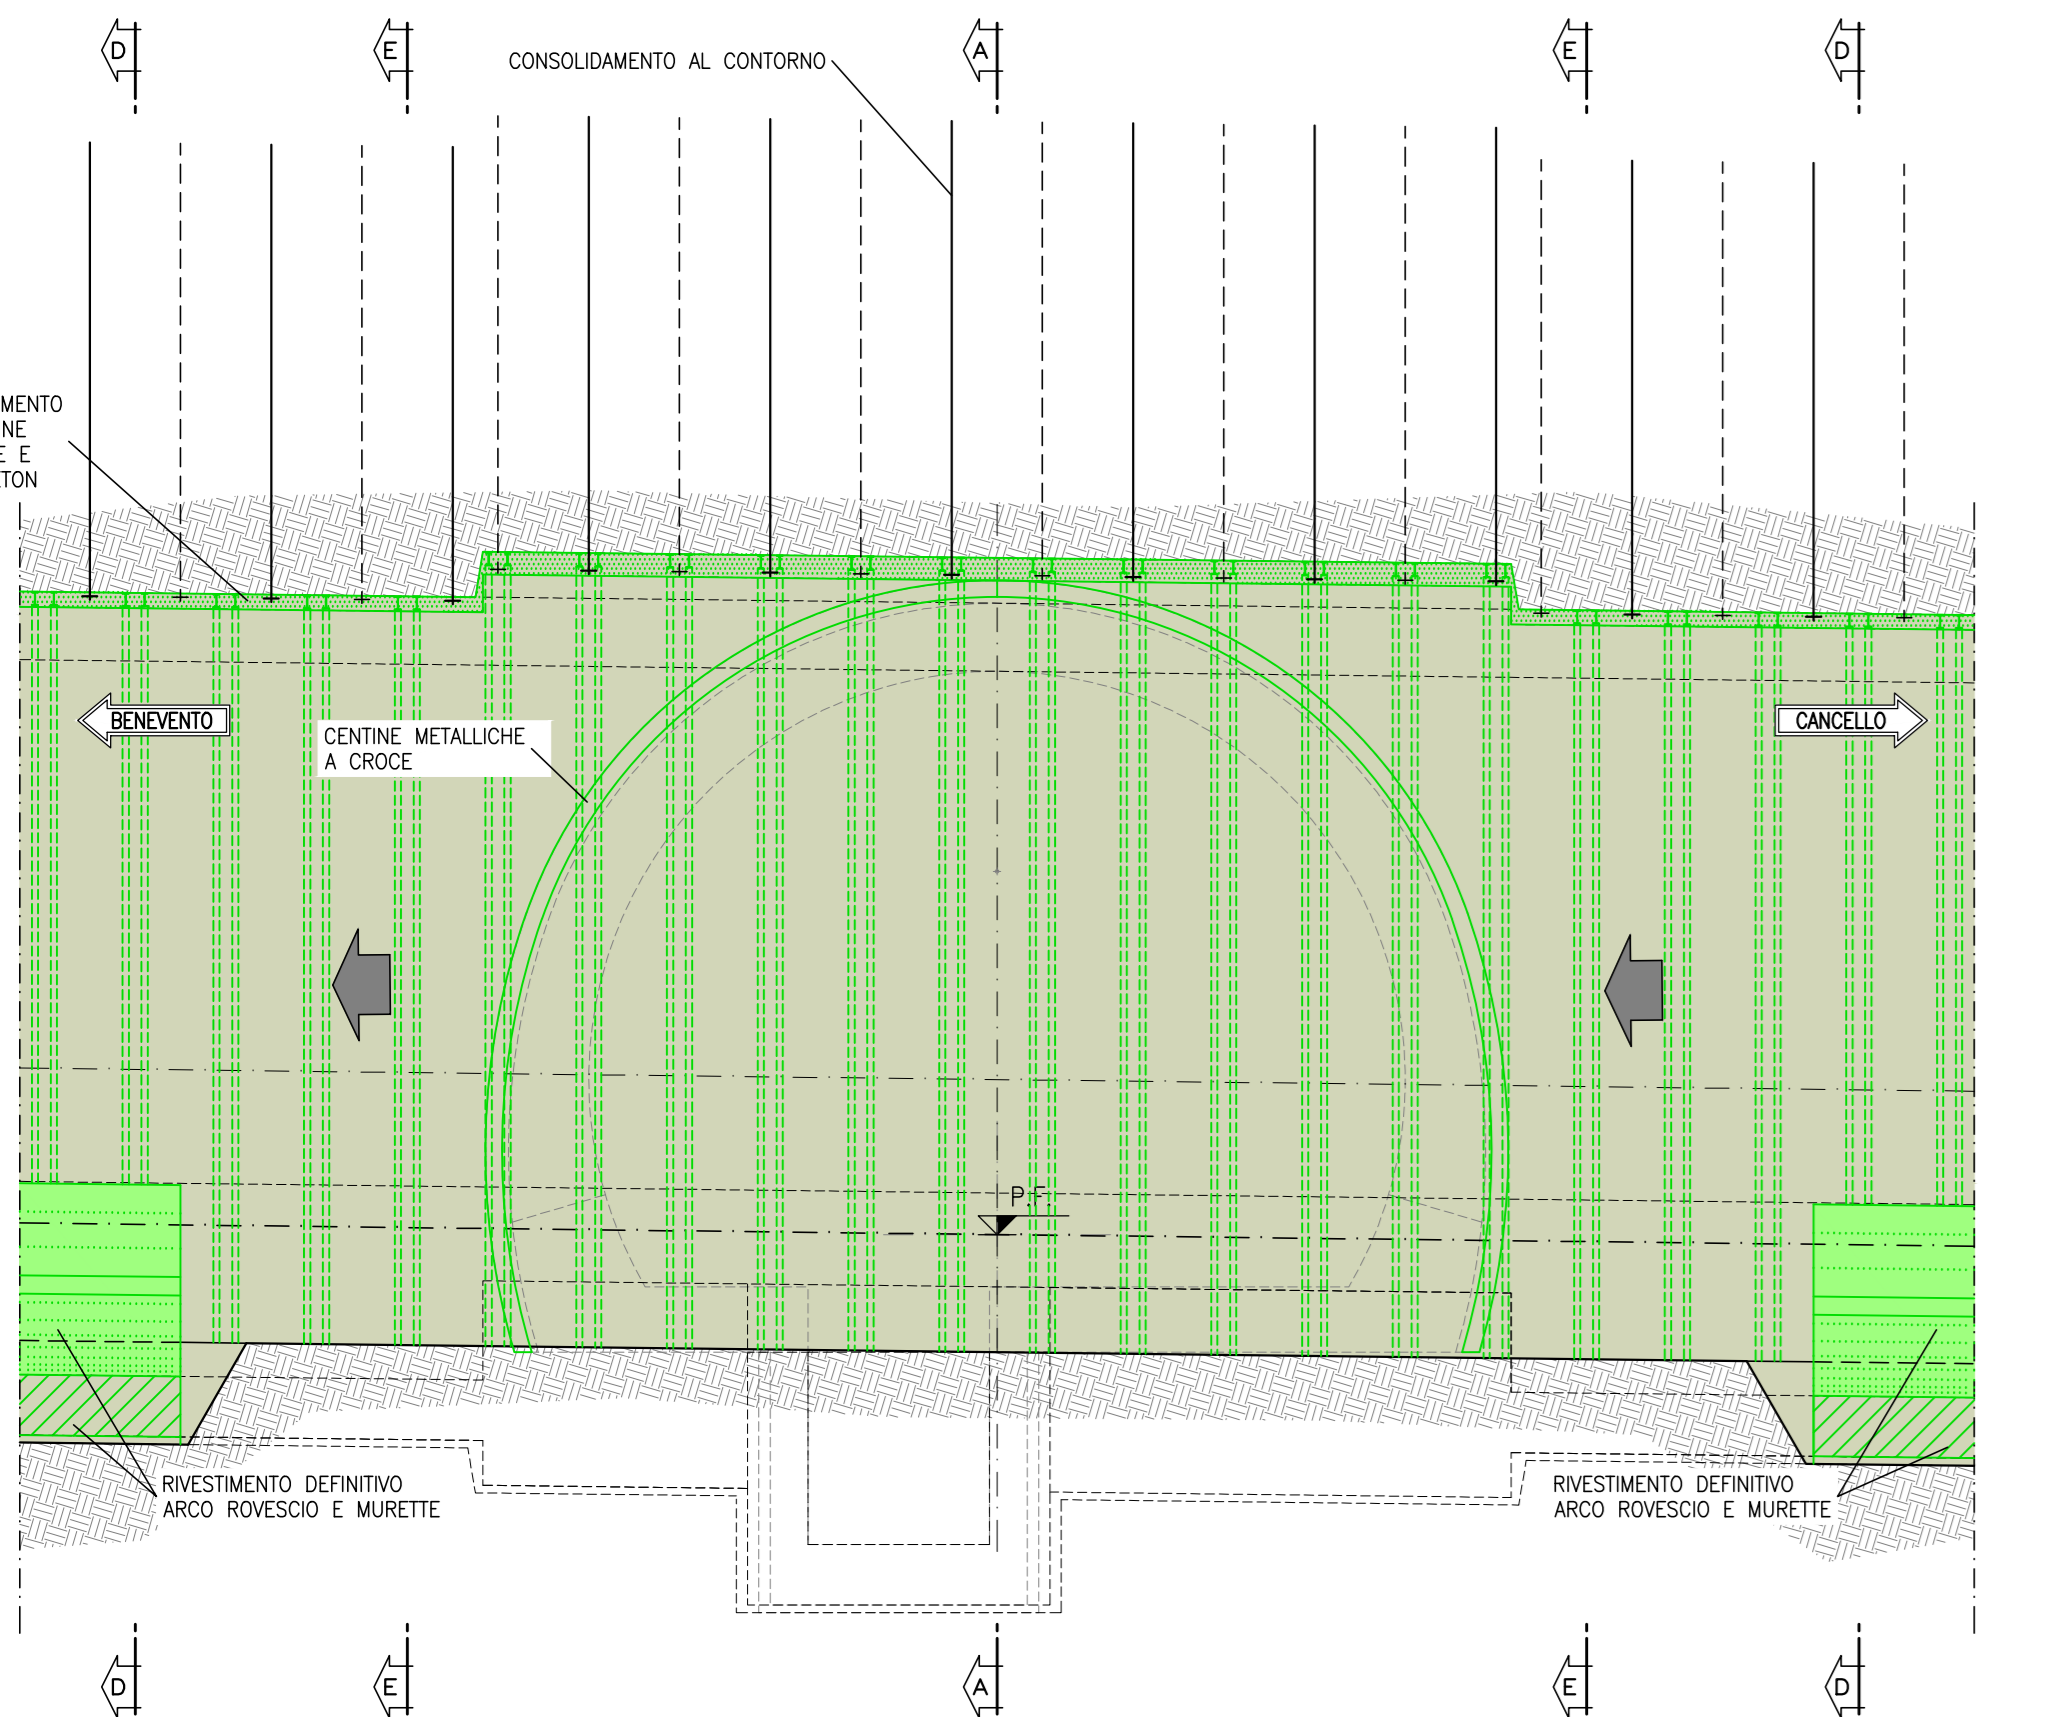 D
E
A
E
D
CONSOLIDAMENTO AL CONTORNO
MENTO
NE
E E
TON
BENEVENTO
CANCELLO
CENTINE METALLICHE
A CROCE
P.F.
RIVESTIMENTO DEFINITIVO
ARCO ROVESCIO E MURETTE
RIVESTIMENTO DEFINITIVO
ARCO ROVESCIO E MURETTE
D
E
A
E
D